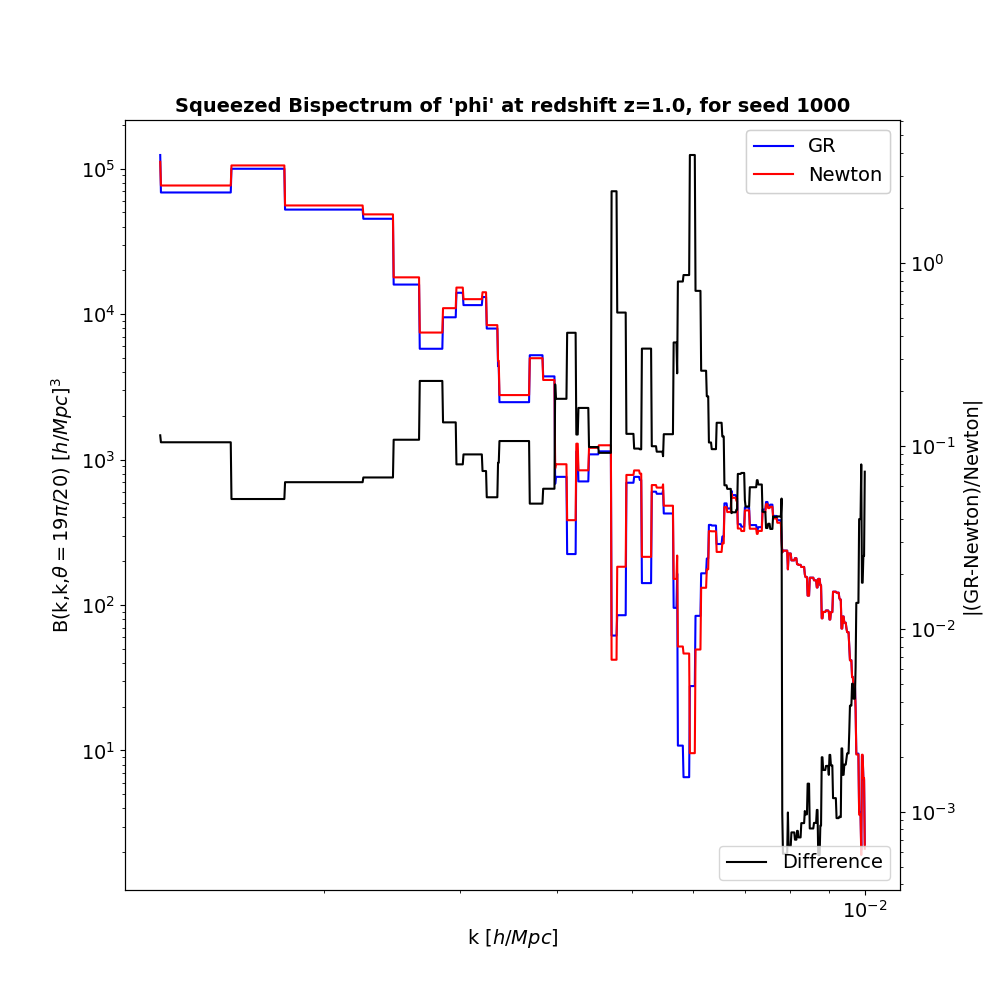 Squeezed Bispectrum of 'phi' at redshift z=1.0, for seed 1000
GR
Newton
10^5
10^4
10^3
10^2
10^1
B(k,k,θ = 19π/20) [h/Mpc]^3
10^0
10^-1
10^-2
10^-3
|(GR-Newton)/Newton|
Difference
10^-2
k [h/Mpc]